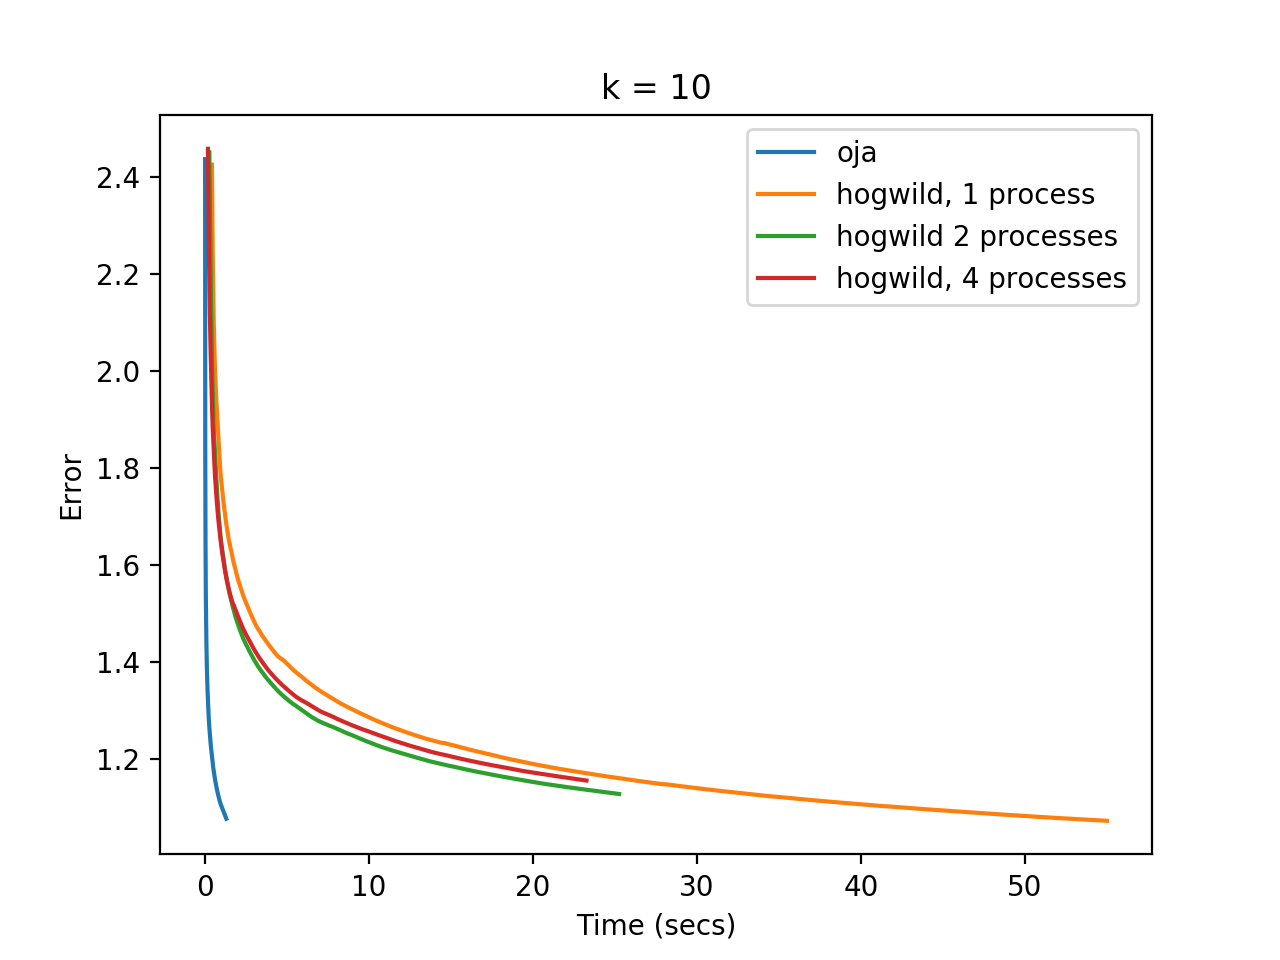 k = 10
oja
hogwild, 1 process
hogwild 2 processes
hogwild, 4 processes
Error
2.4
2.2
2.0
1.8
1.6
1.4
1.2
0 10 20 30 40 50
Time (secs)